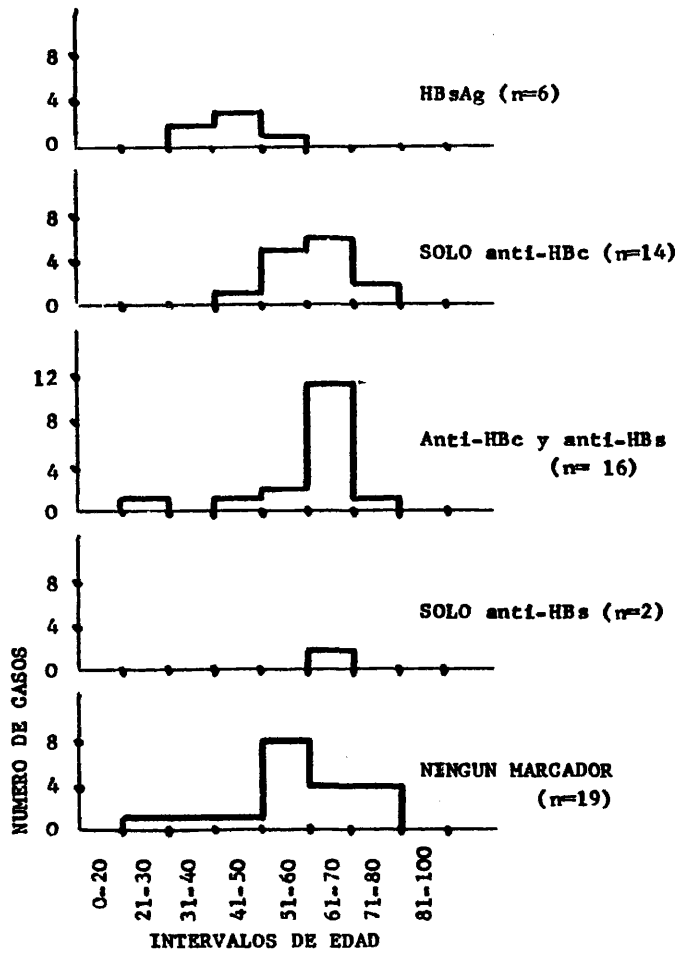 8
4
0
HBsAg (n=6)
8
4
0
SOLO anti-HBc (n=14)
12
8
4
0
Anti-HBc y anti-HBs
(n= 16)
8
4
0
SOLO anti-HBs (n=2)
8
4
0
NINGUN MARCADOR
(n=19)
NUMERO DE CASOS
0-20
21-30
31-40
41-50
51-60
61-70
71-80
81-100
INTERVALOS DE EDAD